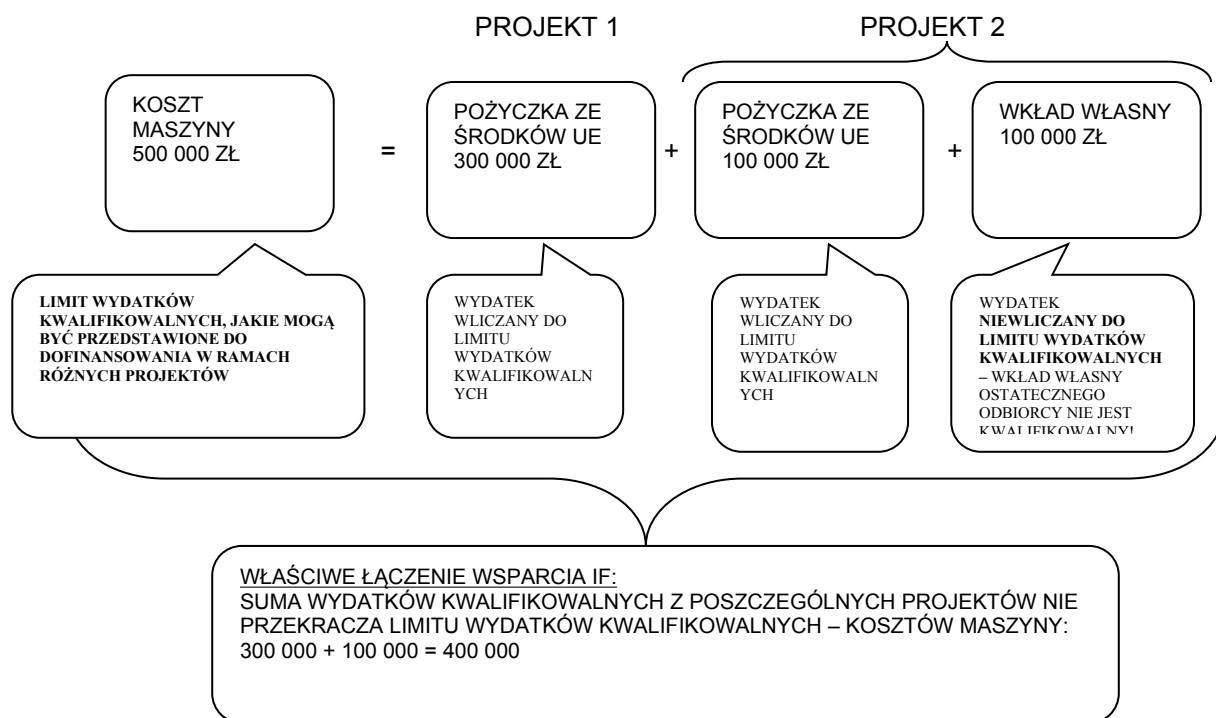 PROJEKT 1
PROJEKT 2
KOSZT
MASZYNY
500 000 ZŁ
=
POŻYCZKA ZE
ŚRODKÓW UE
300 000 ZŁ
+
POŻYCZKA ZE
ŚRODKÓW UE
100 000 ZŁ
+
WKŁAD WŁASNY
100 000 ZŁ
LIMIT WYDATKÓW
KWALIFIKOWALNYCH, JAKIE MOGĄ
BYĆ PRZEDSTAWIONE DO
DOFINANSOWANIA W RAMACH
RÓŻNYCH PROJEKTÓW
WYDATEK
WLICZANY DO
LIMITU
WYDATKÓW
KWALIFIKOWALN
YCH
WYDATEK
WLICZANY DO
LIMITU
WYDATKÓW
KWALIFIKOWALN
YCH
WYDATEK
NIEWLICZANY DO
LIMITU WYDATKÓW
KWALIFIKOWALNYCH
– WKŁAD WŁASNY
OSTATECZNEGO
ODBIORCY NIE JEST
KWALIFIKOWALNY!
WŁAŚCIWE ŁĄCZENIE WSPARCIA IF:
SUMA WYDATKÓW KWALIFIKOWALNYCH Z POSZCZEGÓLNYCH PROJEKTÓW NIE
PRZEKRACZA LIMITU WYDATKÓW KWALIFIKOWALNYCH – KOSZTÓW MASZYNY:
300 000 + 100 000 = 400 000